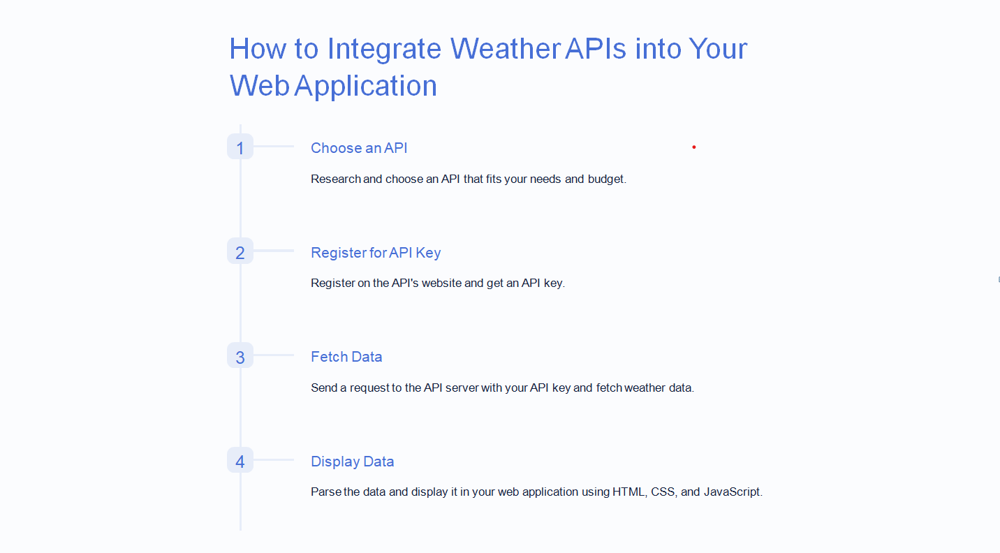 How to Integrate Weather APIs into Your
Web Application
1
Choose an API
Research and choose an API that fits your needs and budget.
2
Register for API Key
Register on the API's website and get an API key.
3
Fetch Data
Send a request to the API server with your API key and fetch weather data.
4
Display Data
Parse the data and display it in your web application using HTML, CSS, and JavaScript.